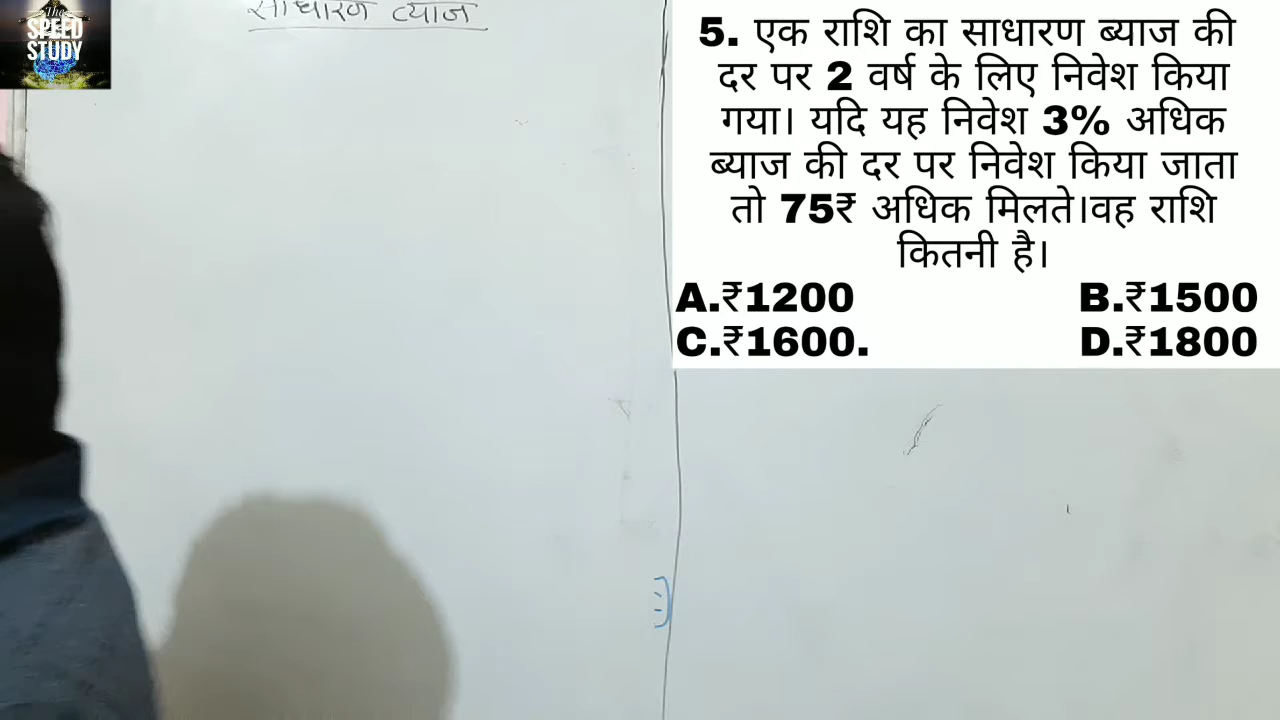 The
SPEED
STUDY
साधारण ब्याज
5. एक राशि का साधारण ब्याज की
दर पर 2 वर्ष के लिए निवेश किया
गया। यदि यह निवेश 3% अधिक
ब्याज की दर पर निवेश किया जाता
तो 75₹ अधिक मिलते।वह राशि
कितनी है।
A.₹1200 B.₹1500
C.₹1600. D.₹1800